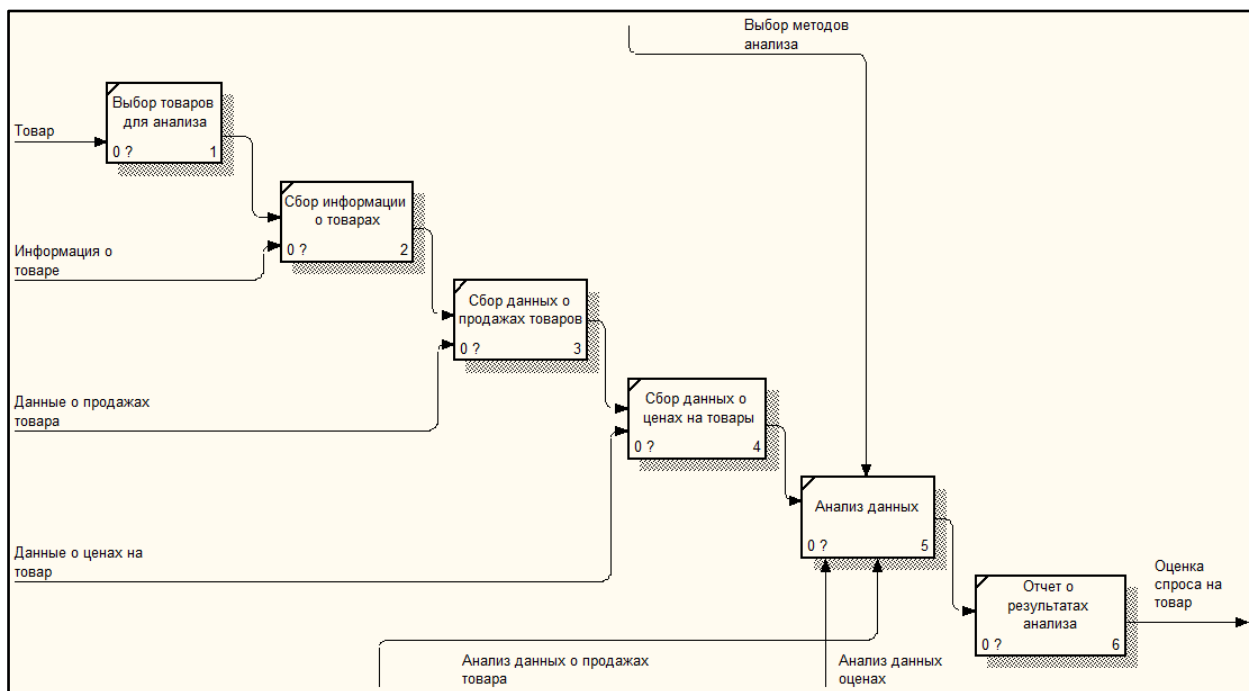 Выбор методов
анализа
Товар
Выбор товаров
для анализа
0 ?
1
Информация о
товаре
Сбор информации
о товарах
0 ?
2
Данные о продажах
товара
Сбор данных о
продажах товаров
0 ?
3
Данные о ценах на
товар
Сбор данных о
ценах на товары
0 ?
4
Анализ данных
0 ?
5
Анализ данных о продажах
товара
Анализ данных
оценах
Отчет о
результатах
анализа
0 ?
6
Оценка
спроса на
товар